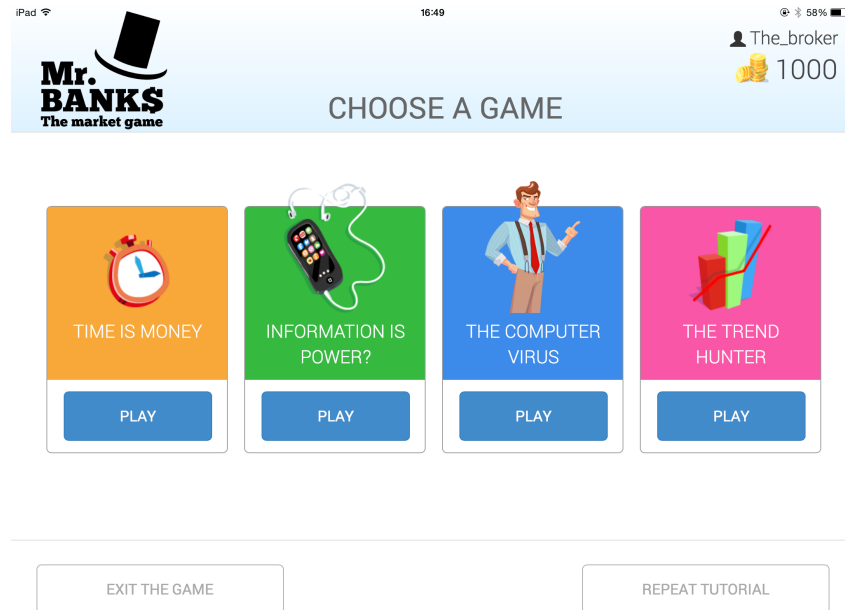 iPad
16:49
58%
The_broker
1000
Mr.
BANK$
The market game
CHOOSE A GAME
TIME IS MONEY
PLAY
INFORMATION IS
POWER?
PLAY
THE COMPUTER
VIRUS
PLAY
THE TREND
HUNTER
PLAY
EXIT THE GAME
REPEAT TUTORIAL